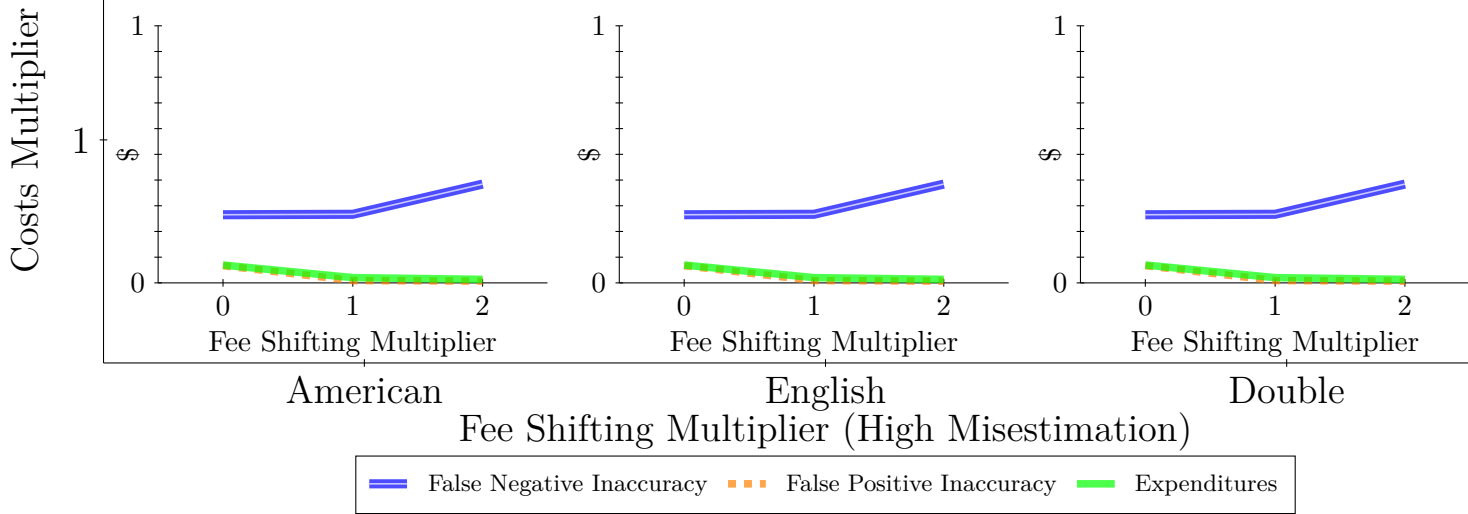 Costs Multiplier
1
1
$
0
0 1 2
Fee Shifting Multiplier
1
$
0
0 1 2
Fee Shifting Multiplier
1
$
0
0 1 2
Fee Shifting Multiplier
American English Double
Fee Shifting Multiplier (High Misestimation)
False Negative Inaccuracy False Positive Inaccuracy Expenditures